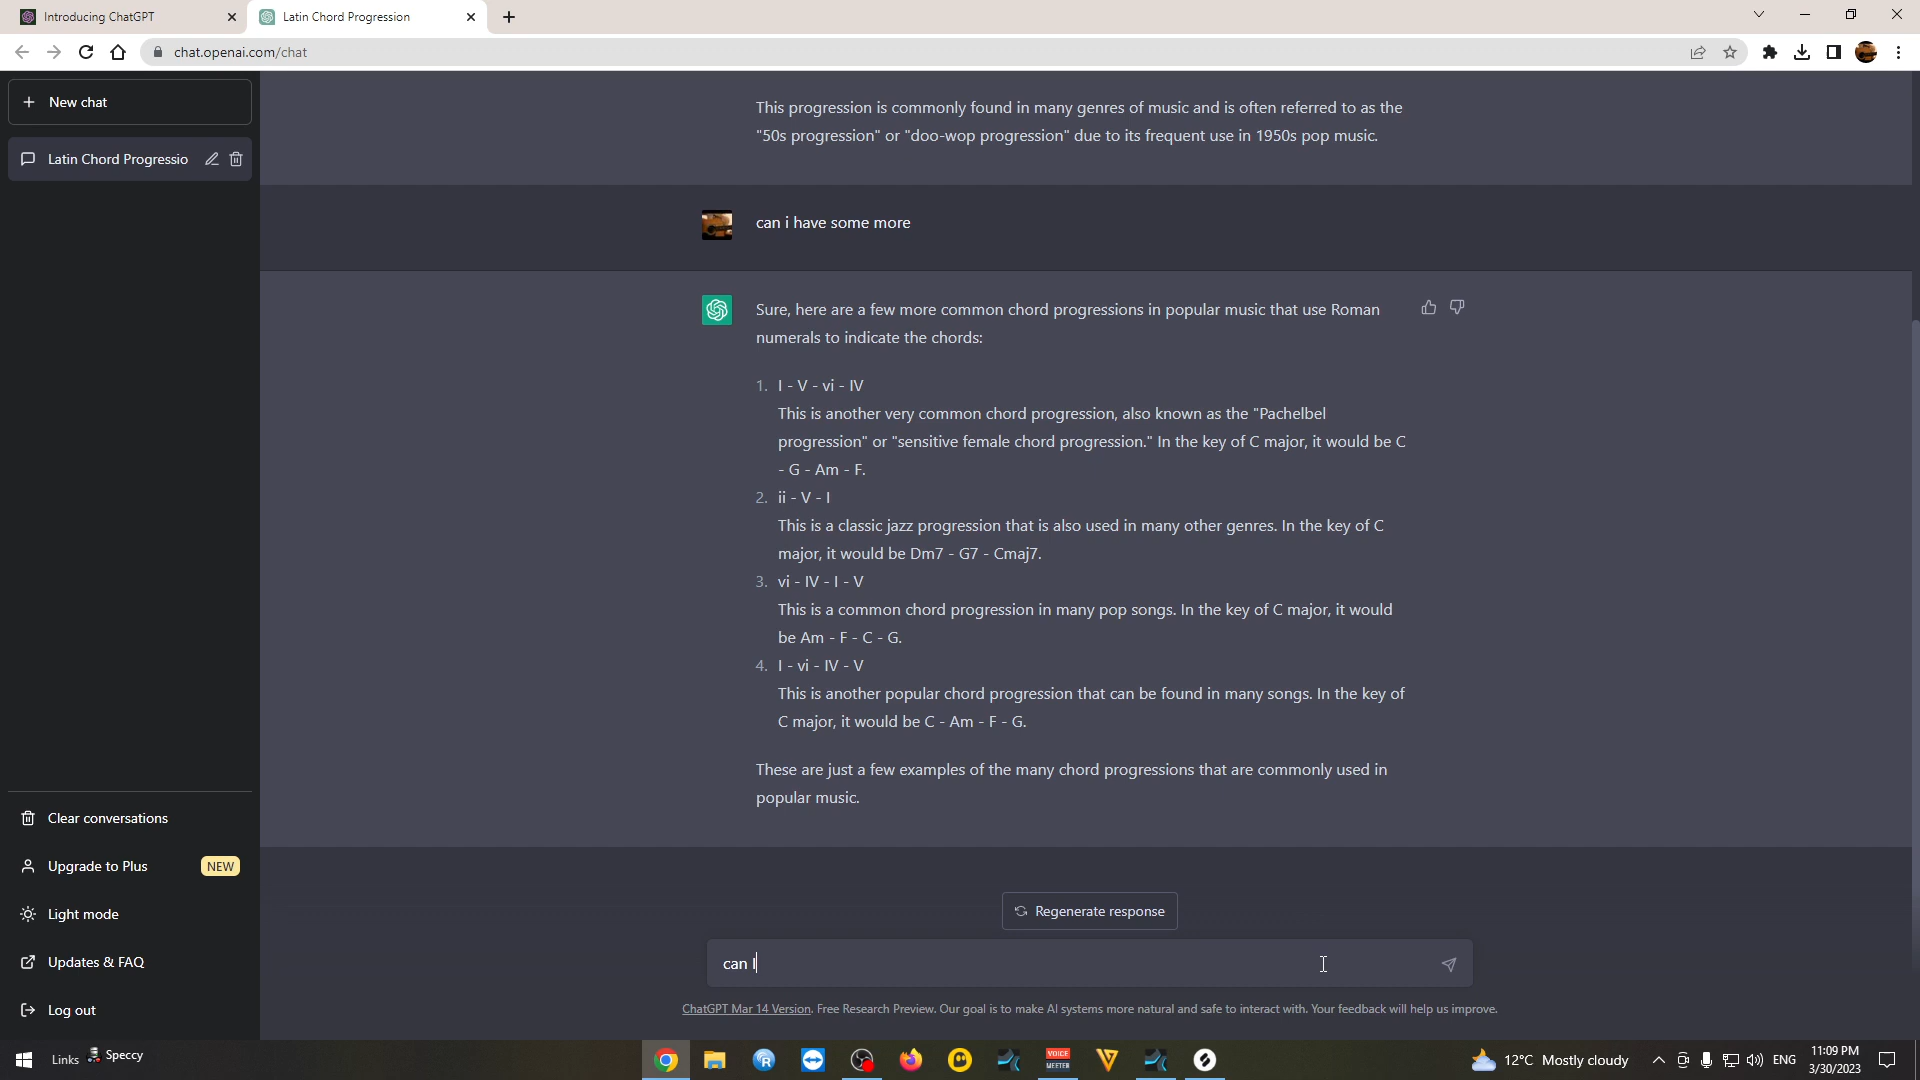 Introducing ChatGPT
Latin Chord Progression
chat.openai.com/chat
New chat
Latin Chord Progressio
This progression is commonly found in many genres of music and is often referred to as the
"50s progression" or "doo-wop progression" due to its frequent use in 1950s pop music.
can i have some more
Sure, here are a few more common chord progressions in popular music that use Roman
numerals to indicate the chords:
1. I - V - vi - IV
This is another very common chord progression, also known as the "Pachelbel
progression" or "sensitive female chord progression." In the key of C major, it would be C
- G - Am - F.
2. ii - V - I
This is a classic jazz progression that is also used in many other genres. In the key of C
major, it would be Dm7 - G7 - Cmaj7.
3. vi - IV - I - V
This is a common chord progression in many pop songs. In the key of C major, it would
be Am - F - C - G.
4. I - vi - IV - V
This is another popular chord progression that can be found in many songs. In the key of
C major, it would be C - Am - F - G.
These are just a few examples of the many chord progressions that are commonly used in
popular music.
Clear conversations
Upgrade to Plus NEW
Light mode
Updates & FAQ
Log out
Regenerate response
can I
ChatGPT Mar 14 Version. Free Research Preview. Our goal is to make AI systems more natural and safe to interact with. Your feedback will help us improve.
Links Speccy
VOICE
MEETER
12°C Mostly cloudy
ENG
11:09 PM
3/30/2023